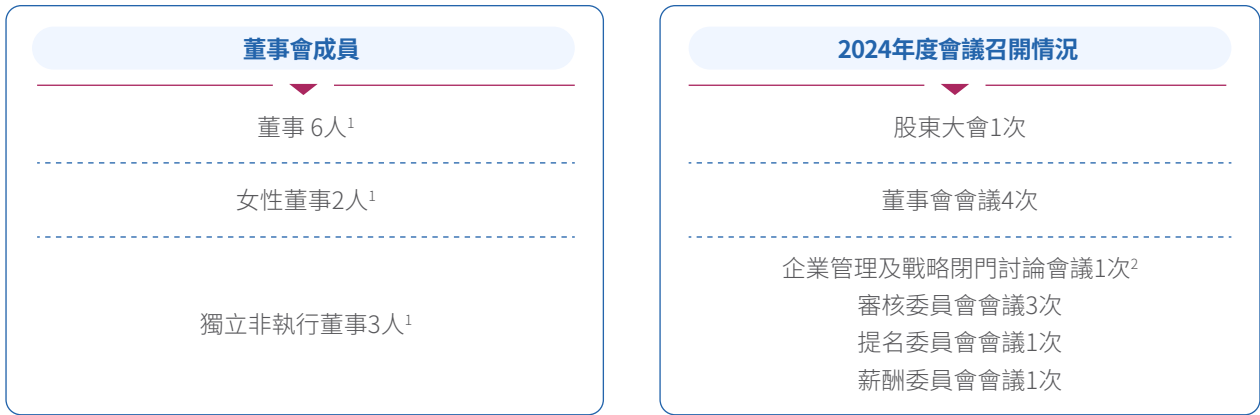 董事會成員
董事 6人¹
女性董事2人¹
獨立非執行董事3人¹
2024年度會議召開情況
股東大會1次
董事會會議4次
企業管理及戰略閉門討論會議1次²
審核委員會會議3次
提名委員會會議1次
薪酬委員會會議1次